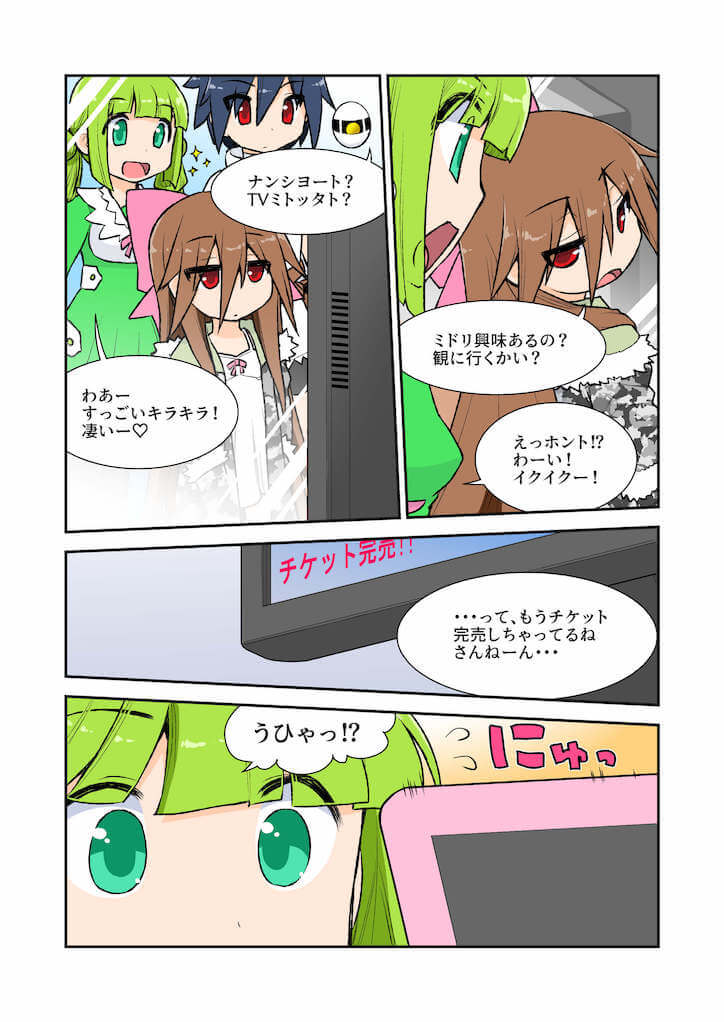 ミドリ興味あるの？
観に行くかい？
えっホント!?
わーい！
イクイクー！
ナンシヨート？
TVミトッタト？
わあー
すっごいキラキラ！
凄いー♡
チケット完売!!
・・・って、もうチケット
完売しちゃってるね
さんねーん・・・
にゅっ
うひゃっ!?